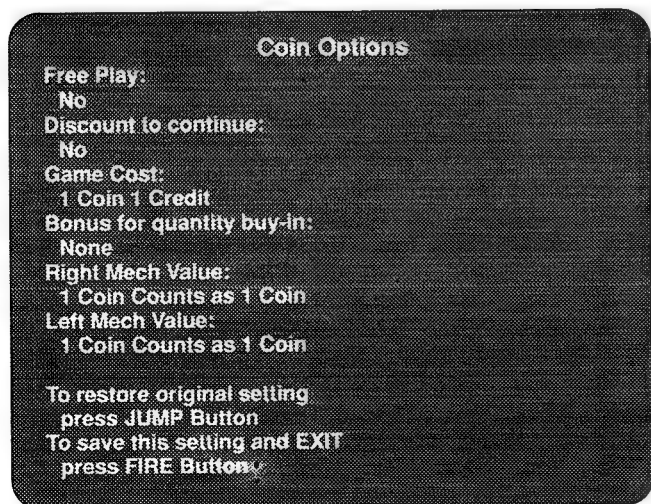 Coin Options
Free Play:
No
Discount to continue:
No
Game Cost:
1 Coin 1 Credit
Bonus for quantity buy-in:
None
Right Mech Value:
1 Coin Counts as 1 Coin
Left Mech Value:
1 Coin Counts as 1 Coin
To restore original setting
press JUMP Button
To save this setting and EXIT
press FIRE Button